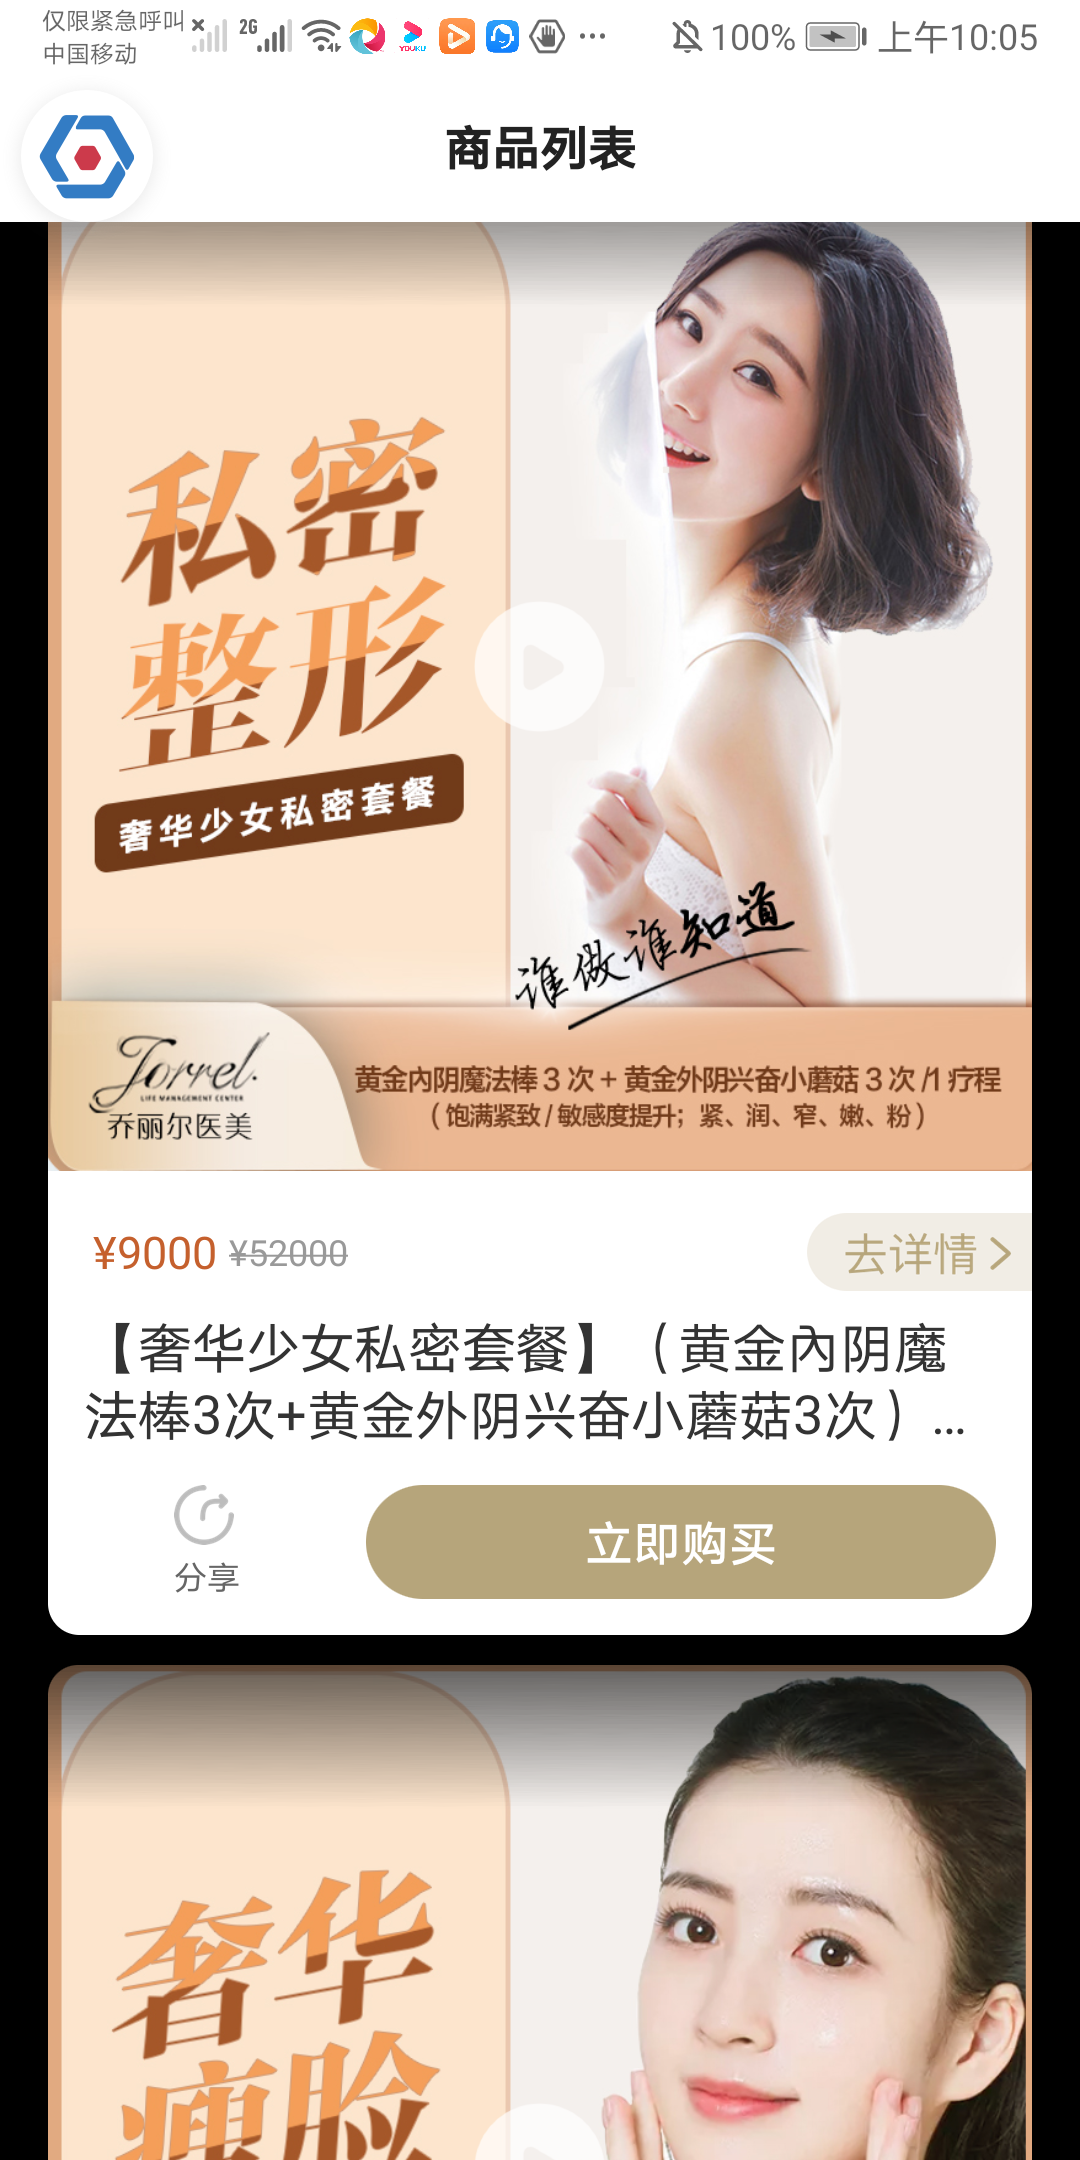 仅限紧急呼叫
中国移动
2G
YOUKU
100%
上午10:05
商品列表
私密
整形
奢华少女私密套餐
谁做谁知道
Jorrel.
LIFE MANAGEMENT CENTER
乔丽尔医美
黄金内阴魔法棒 3 次 + 黄金外阴兴奋小蘑菇 3 次 /1 疗程
（饱满紧致 / 敏感度提升；紧、润、窄、嫩、粉）
¥9000 ¥52000
去详情
【奢华少女私密套餐】（黄金內阴魔
法棒3次+黄金外阴兴奋小蘑菇3次）...
分享
立即购买
奢华
瘦脸